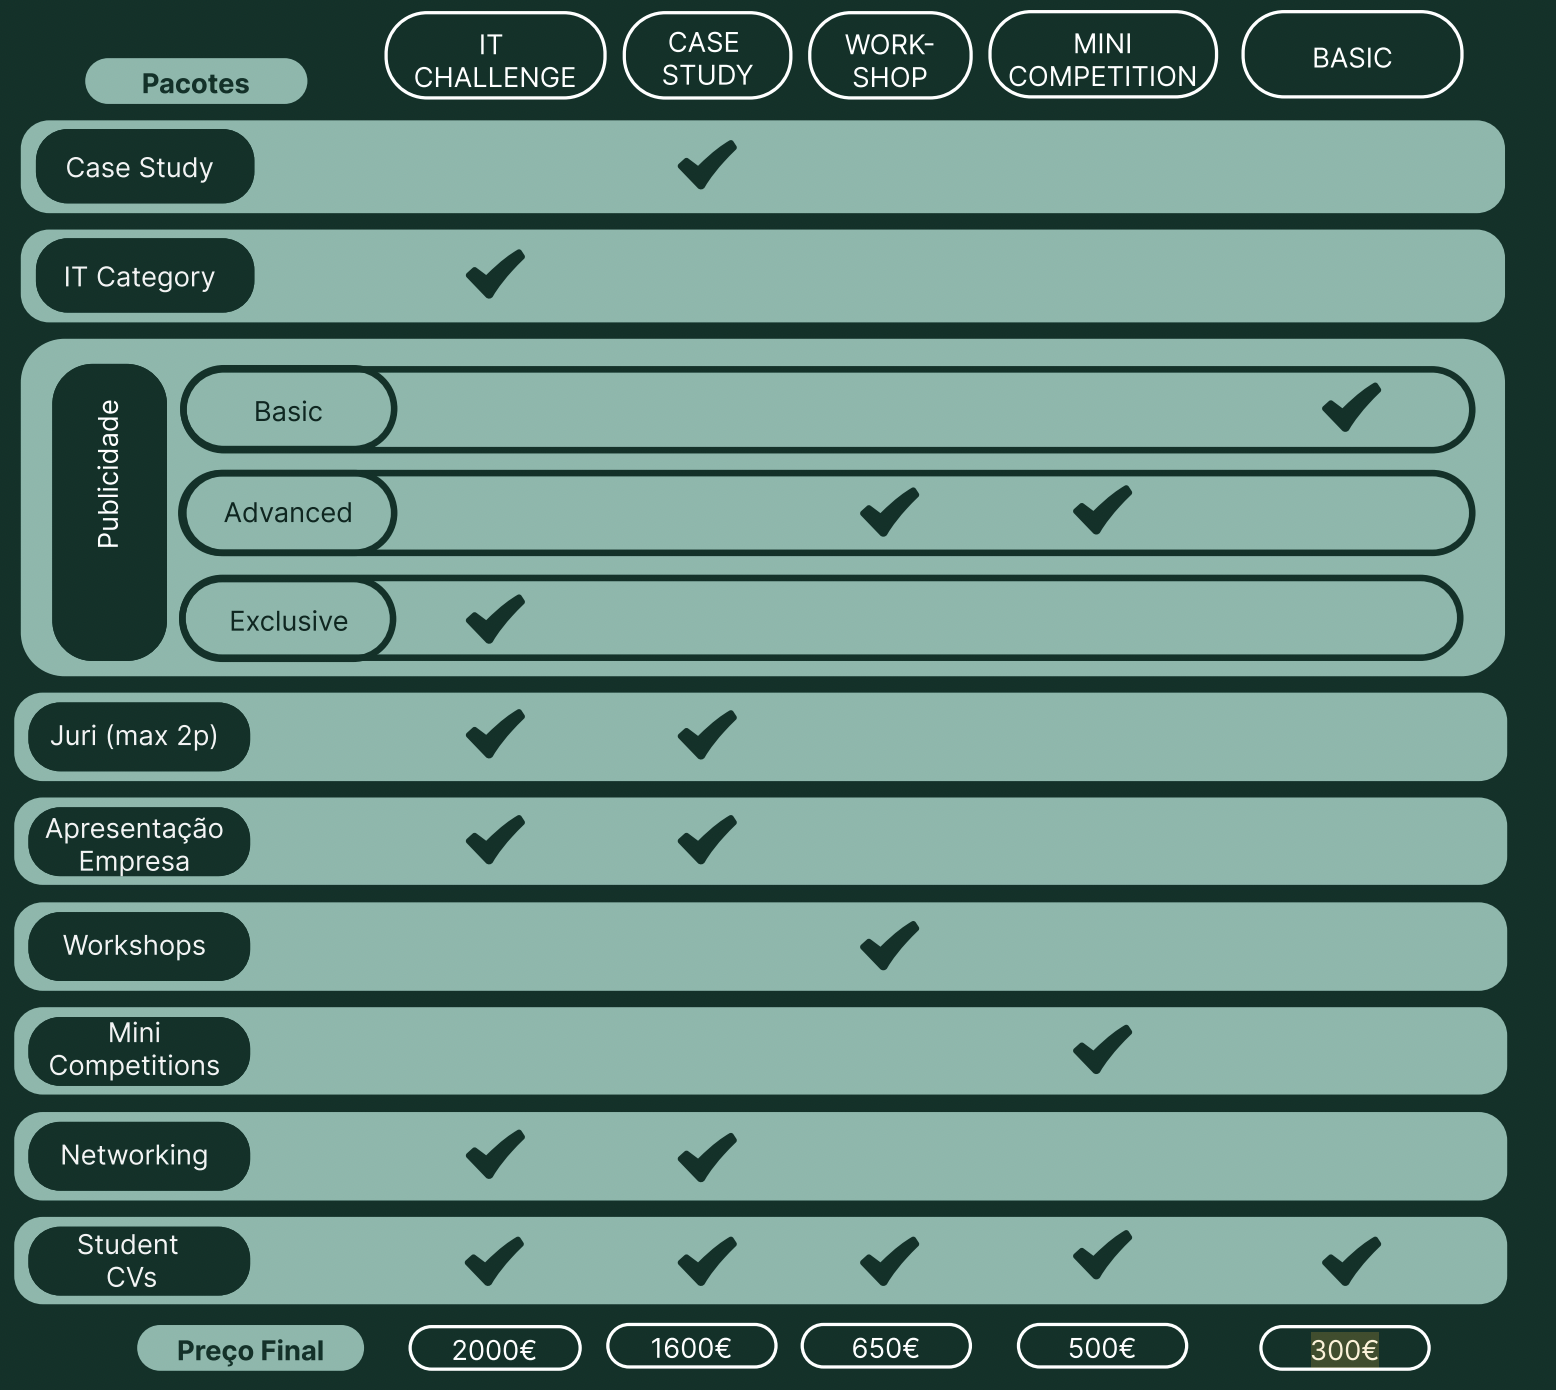 Pacotes
IT
CHALLENGE
CASE
STUDY
WORK-
SHOP
MINI
COMPETITION
BASIC
Case Study
IT Category
Publicidade
Basic
Advanced
Exclusive
Juri (max 2p)
Apresentação
Empresa
Workshops
Mini
Competitions
Networking
Student
CVs
Preço Final
2000€
1600€
650€
500€
300€